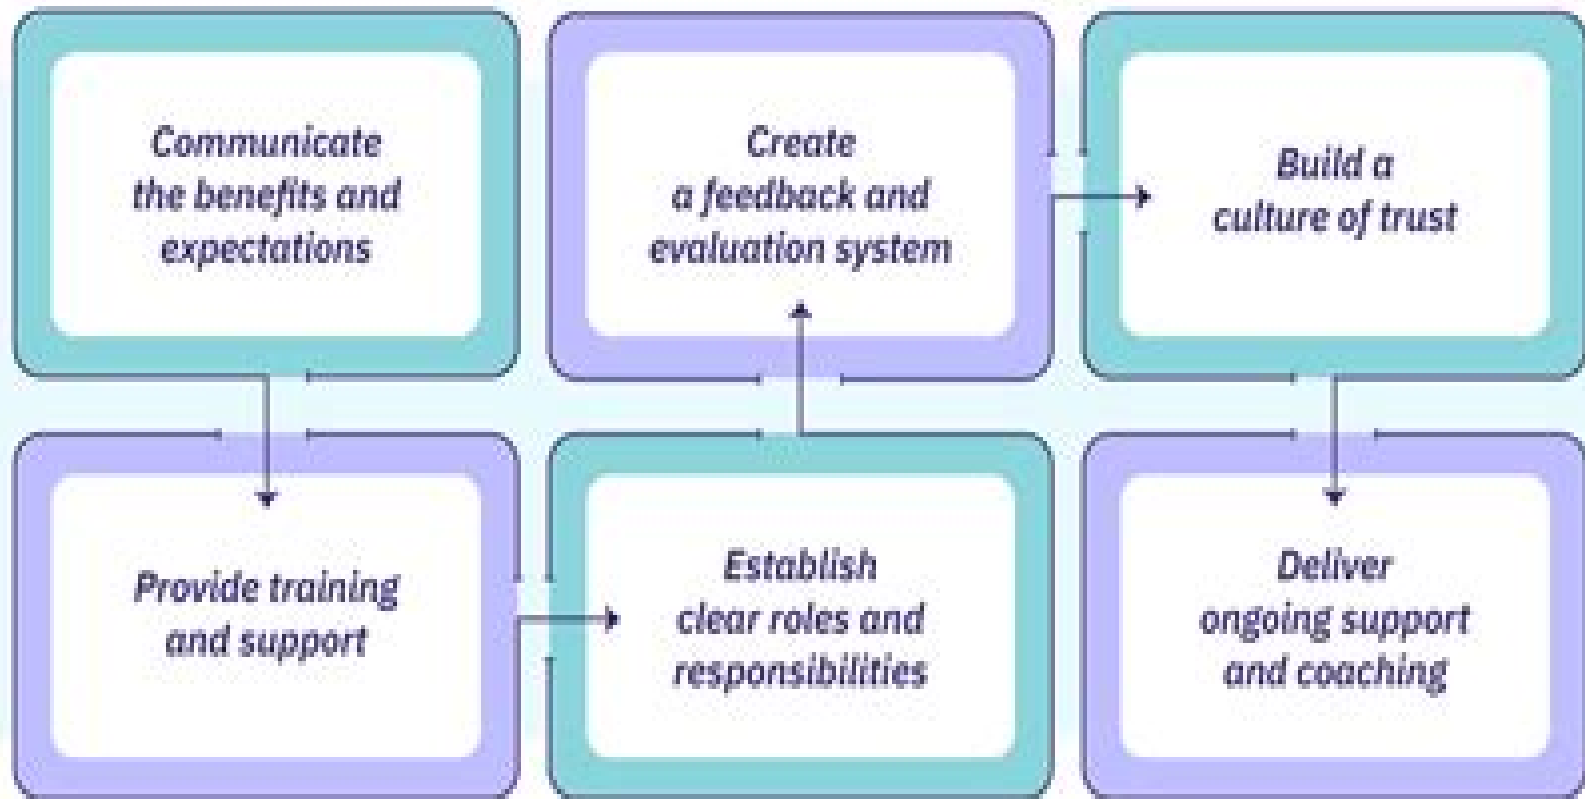 Communicate
the benefits and
expectations
Provide training
and support
Establish
clear roles and
responsibilities
Create
a feedback and
evaluation system
Build a
culture of trust
Deliver
ongoing support
and coaching